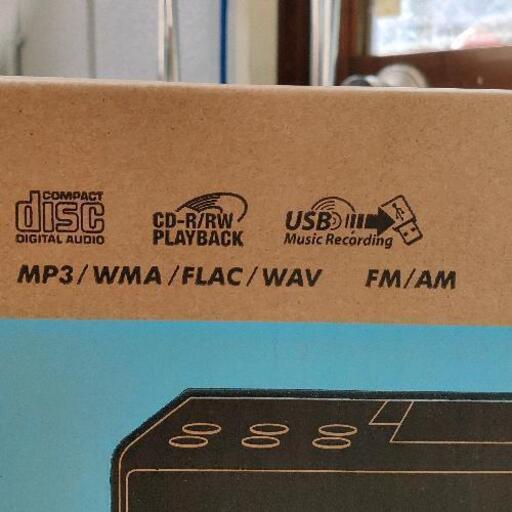 COMPACT
disc
DIGITAL AUDIO
CD-R/RW
PLAYBACK
USB
Music Recording
MP3/WMA/FLAC/WAV FM/AM